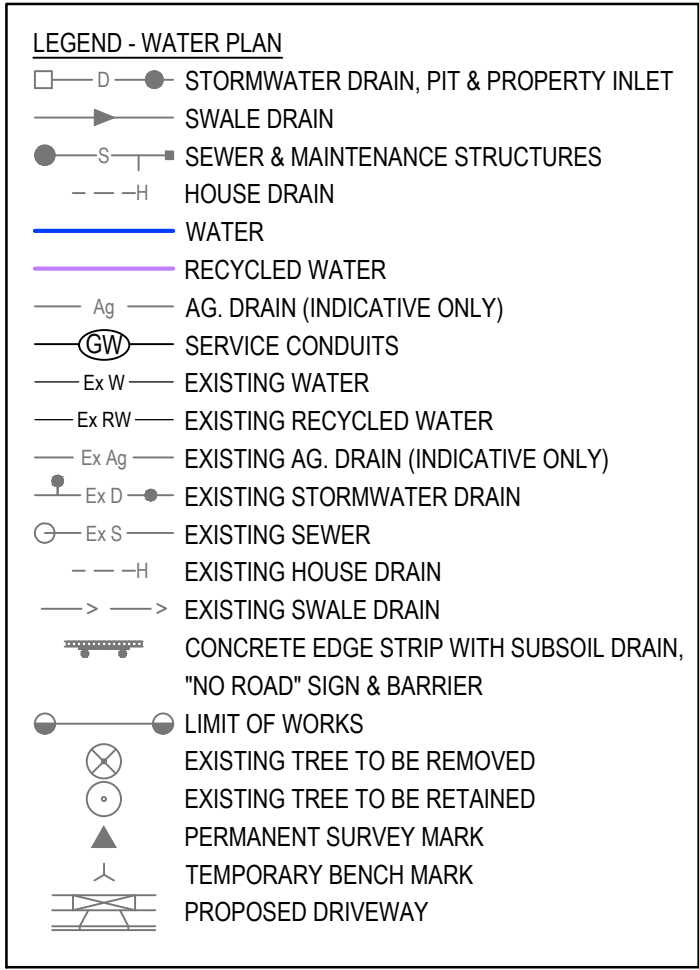 LEGEND - WATER PLAN
D STORMWATER DRAIN, PIT & PROPERTY INLET
SWALE DRAIN
S SEWER & MAINTENANCE STRUCTURES
H HOUSE DRAIN
WATER
RECYCLED WATER
Ag AG. DRAIN (INDICATIVE ONLY)
GW SERVICE CONDUITS
Ex W EXISTING WATER
Ex RW EXISTING RECYCLED WATER
Ex Ag EXISTING AG. DRAIN (INDICATIVE ONLY)
Ex D EXISTING STORMWATER DRAIN
Ex S EXISTING SEWER
H EXISTING HOUSE DRAIN
EXISTING SWALE DRAIN
CONCRETE EDGE STRIP WITH SUBSOIL DRAIN,
"NO ROAD" SIGN & BARRIER
LIMIT OF WORKS
EXISTING TREE TO BE REMOVED
EXISTING TREE TO BE RETAINED
PERMANENT SURVEY MARK
TEMPORARY BENCH MARK
PROPOSED DRIVEWAY